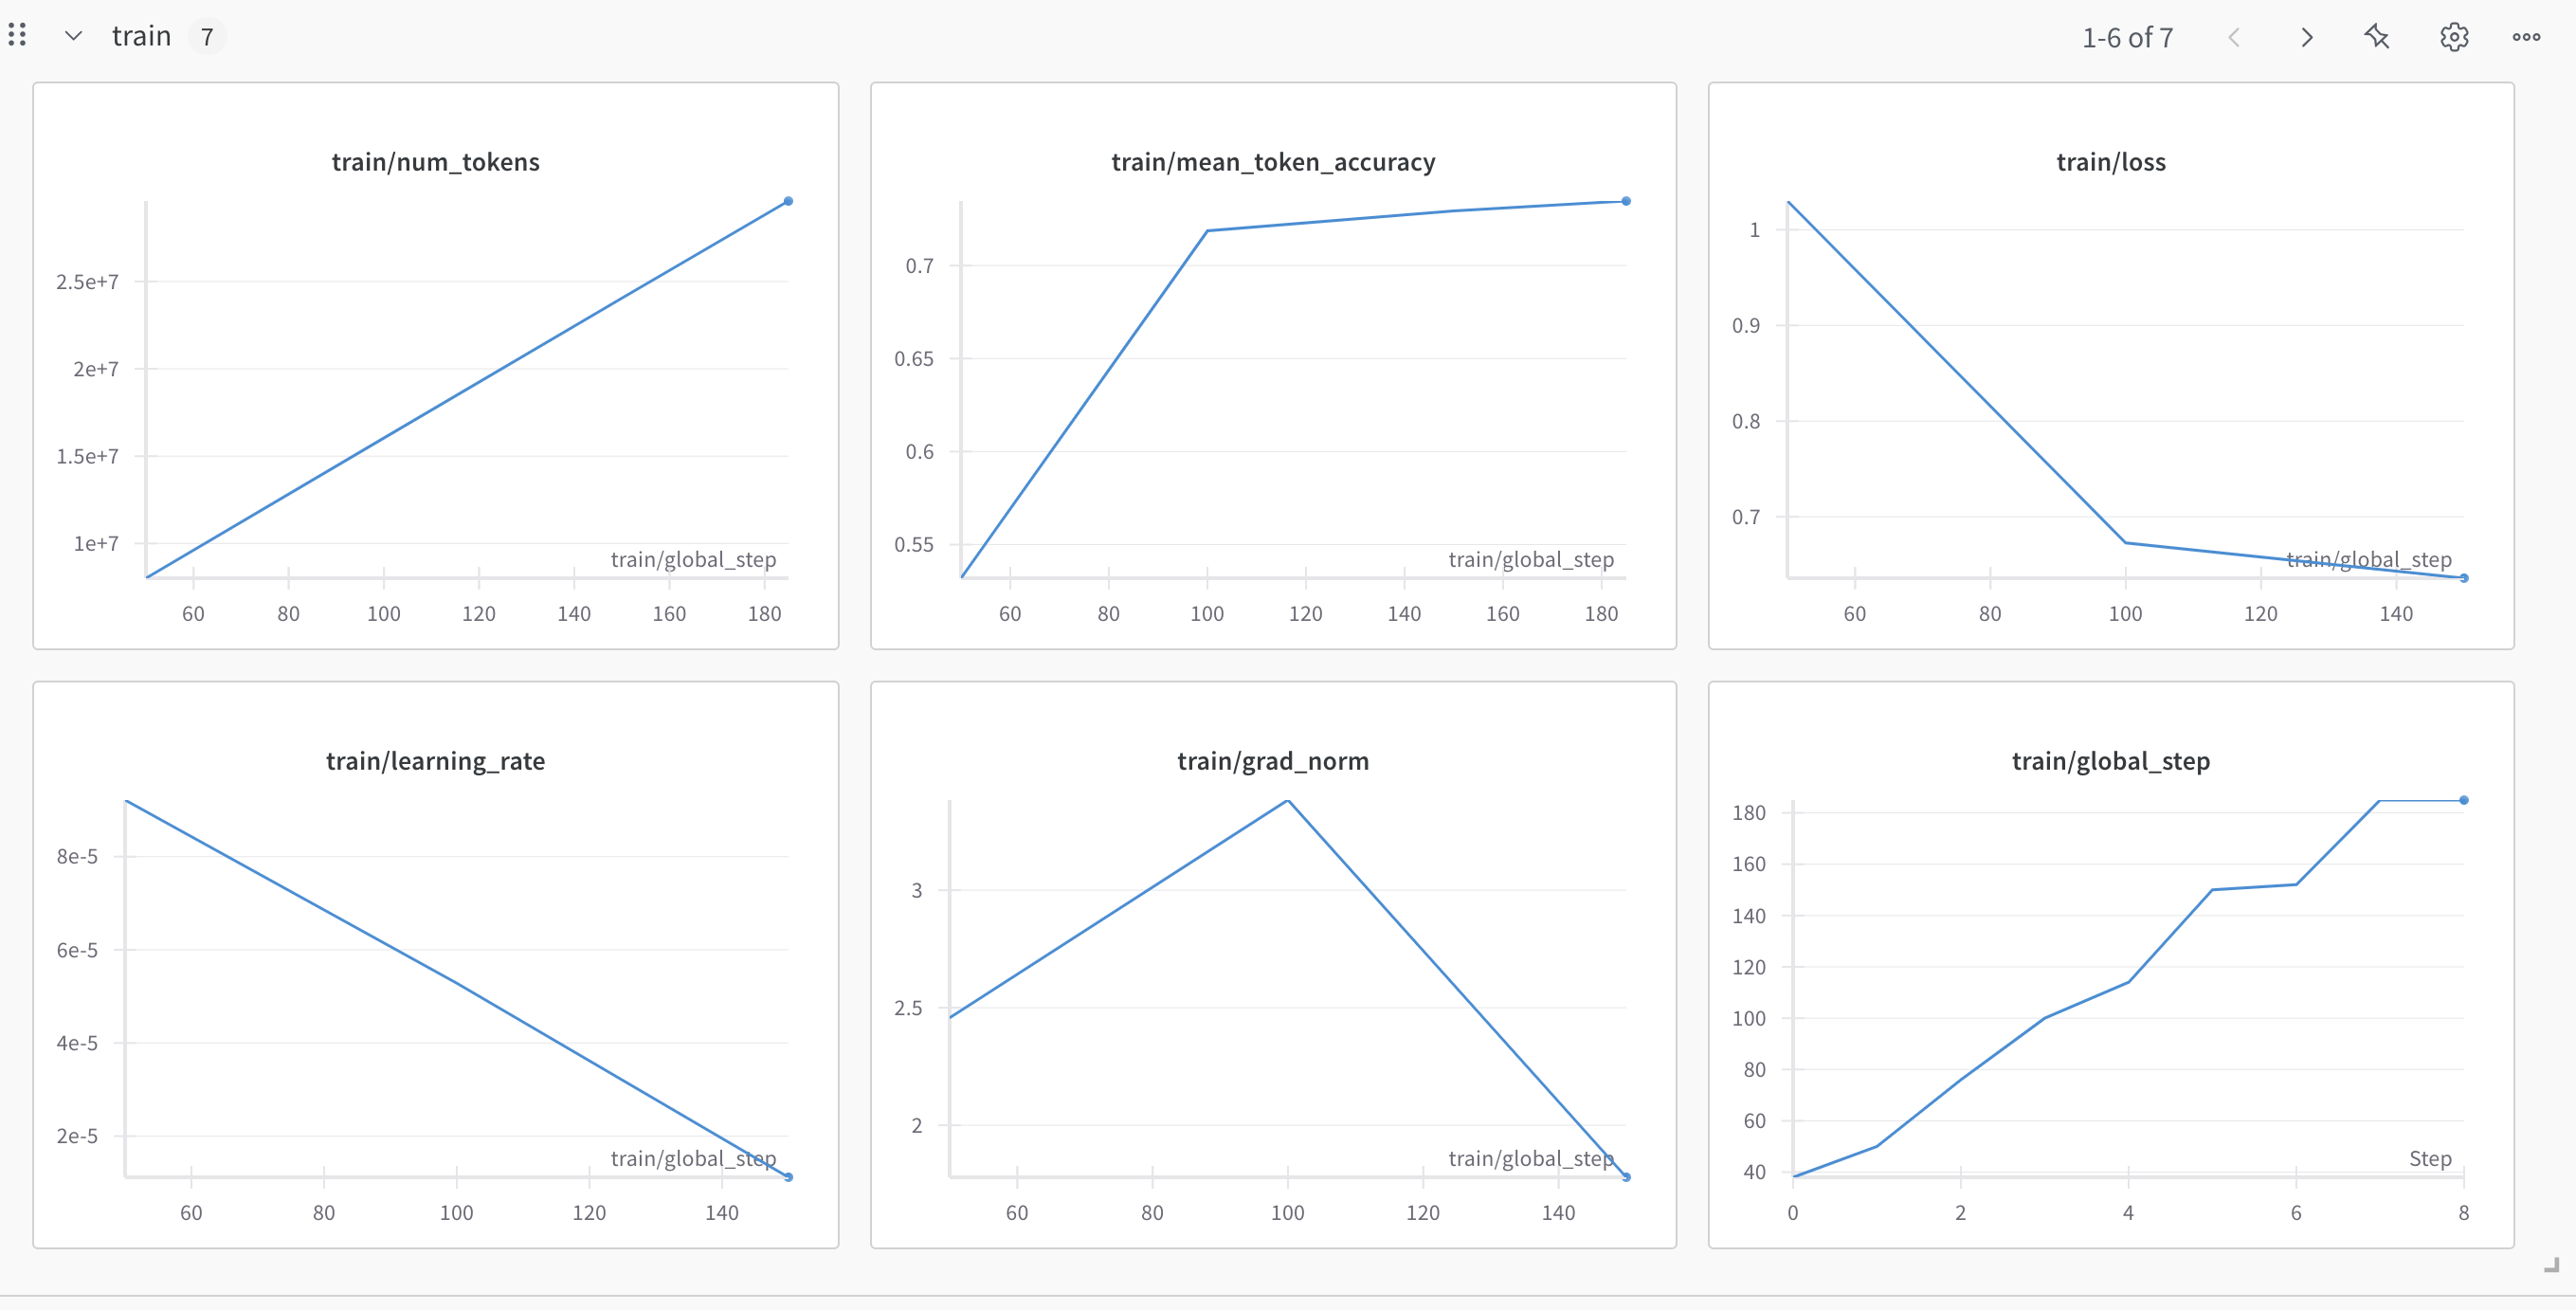 train 7
1-6 of 7
train/num_tokens
2.5e+7
2e+7
1.5e+7
1e+7
train/global_step
60 80 100 120 140 160 180
train/mean_token_accuracy
0.7
0.65
0.6
0.55
train/global_step
60 80 100 120 140 160 180
train/loss
1
0.9
0.8
0.7
train/global_step
60 80 100 120 140
train/learning_rate
8e-5
6e-5
4e-5
2e-5
train/global_step
60 80 100 120 140
train/grad_norm
3
2.5
2
train/global_step
60 80 100 120 140
train/global_step
180
160
140
120
100
80
60
40
Step
0 2 4 6 8